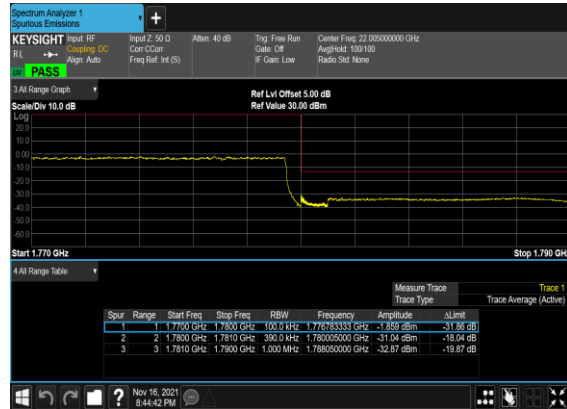 Spectrum Analyzer 1
Spurious Emissions
+
KEYSIGHT Input: RF Input Z: 50 Ω Atten: 40 dB Trig: Free Run Center Freq: 22.005000000 GHz
RL Coupling: DC Corr CCorr Gate: Off Avg|Hold: 100/100
Align: Auto Freq Ref: Int (S) IF Gain: Low Radio Std: None
PASS
3 All Range Graph
Ref Lvl Offset 5.00 dB
Scale/Div 10.0 dB Ref Value 30.00 dBm
Log
20.0
10.0
0.00
-10.0
-20.0
-30.0
-40.0
-50.0
-60.0
Start 1.770 GHz Stop 1.790 GHz
4 All Range Table
Measure Trace Trace 1
Trace Type Trace Average (Active)
Spur Range Start Freq Stop Freq RBW Frequency Amplitude ΔLimit
1 1 1.7700 GHz 1.7800 GHz 100.0 kHz 1.776783333 GHz -1.859 dBm -31.86 dB
2 2 1.7800 GHz 1.7810 GHz 390.0 kHz 1.780005000 GHz -31.04 dBm -18.04 dB
3 3 1.7810 GHz 1.7900 GHz 1.000 MHz 1.788050000 GHz -32.87 dBm -19.87 dB
? Nov 16, 2021
8:44:42 PM